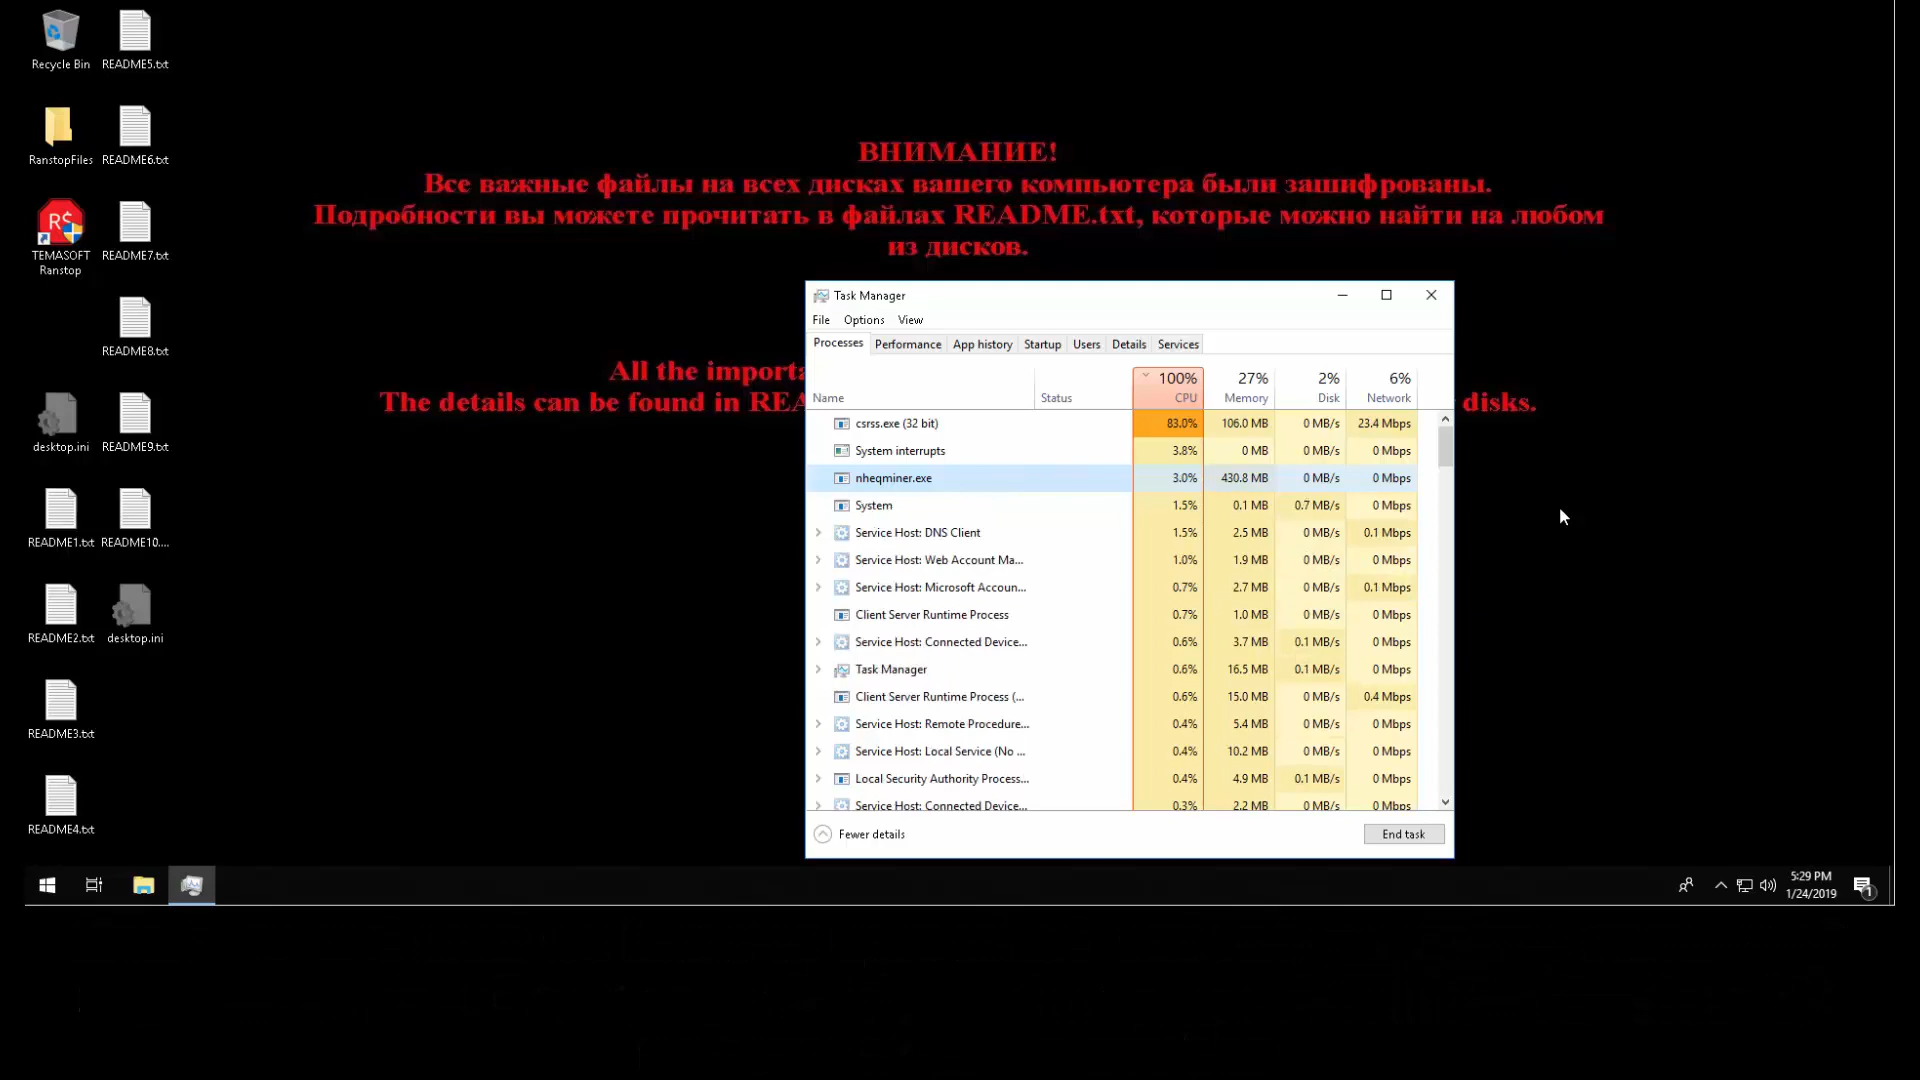 Recycle Bin
README5.txt
RanstopFiles
README6.txt
R$
TEMASOFT
Ranstop
README7.txt
README8.txt
desktop.ini
README9.txt
README1.txt
README10....
README2.txt
desktop.ini
README3.txt
README4.txt
ВНИМАНИЕ!
Все важные файлы на всех дисках вашего компьютера были зашифрованы.
Подробности вы можете прочитать в файлах README.txt, которые можно найти на любом
из дисков.
All the importa
The details can be found in REA
disks.
Task Manager
File Options View
Processes Performance App history Startup Users Details Services
100% 27% 2% 6%
Name Status CPU Memory Disk Network
csrss.exe (32 bit) 83.0% 106.0 MB 0 MB/s 23.4 Mbps
System interrupts 3.8% 0 MB 0 MB/s 0 Mbps
nheqminer.exe 3.0% 430.8 MB 0 MB/s 0 Mbps
System 1.5% 0.1 MB 0.7 MB/s 0 Mbps
Service Host: DNS Client 1.5% 2.5 MB 0 MB/s 0.1 Mbps
Service Host: Web Account Ma... 1.0% 1.9 MB 0 MB/s 0 Mbps
Service Host: Microsoft Accoun... 0.7% 2.7 MB 0 MB/s 0.1 Mbps
Client Server Runtime Process 0.7% 1.0 MB 0 MB/s 0 Mbps
Service Host: Connected Device... 0.6% 3.7 MB 0.1 MB/s 0 Mbps
Task Manager 0.6% 16.5 MB 0.1 MB/s 0 Mbps
Client Server Runtime Process (... 0.6% 15.0 MB 0 MB/s 0.4 Mbps
Service Host: Remote Procedure... 0.4% 5.4 MB 0 MB/s 0 Mbps
Service Host: Local Service (No ... 0.4% 10.2 MB 0 MB/s 0 Mbps
Local Security Authority Process... 0.4% 4.9 MB 0.1 MB/s 0 Mbps
Service Host: Connected Device... 0.3% 2.2 MB 0 MB/s 0 Mbps
Fewer details
End task
5:29 PM
1/24/2019
1